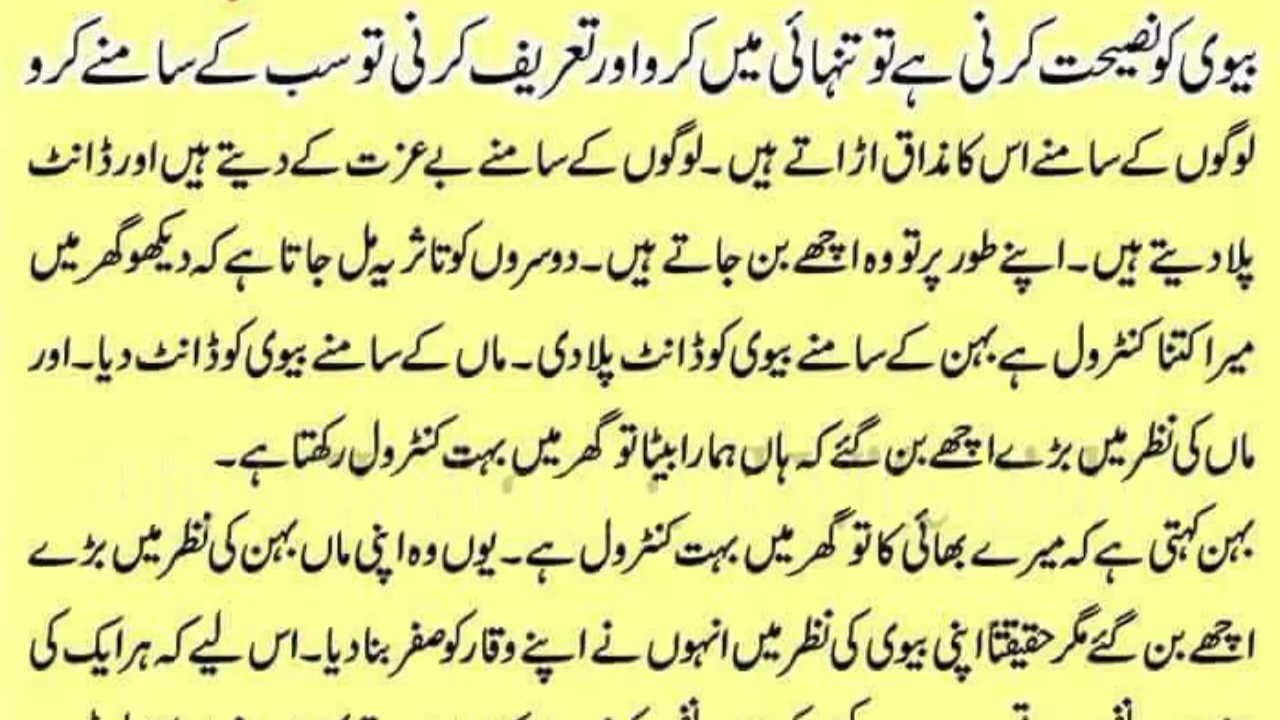 بیوی کو نصیحت کرنی ہے تو تنہائی میں کرو اور تعریف کرنی تو سب کے سامنے کرو
لوگوں کے سامنے اس کا مذاق اڑاتے ہیں۔ لوگوں کے سامنے بے عزت کے دیتے ہیں اور ڈانٹ
پلا دیتے ہیں۔ اپنے طور پر تو وہ اچھے بن جاتے ہیں۔ دوسروں کو تاثر یہ مل جاتا ہے کہ دیکھو گھر میں
میرا کتنا کنٹرول ہے بہن کے سامنے بیوی کو ڈانٹ پلا دی۔ ماں کے سامنے بیوی کو ڈانٹ دیا۔ اور
ماں کی نظر میں بڑے اچھے بن گئے کہ ہاں ہمارا بیٹا تو گھر میں بہت کنٹرول رکھتا ہے۔
بہن کہتی ہے کہ میرے بھائی کا تو گھر میں بہت کنٹرول ہے۔ یوں وہ اپنی ماں بہن کی نظر میں بڑے
اچھے بن گئے مگر حقیقتاً اپنی بیوی کی نظر میں انہوں نے اپنے وقار کو صفر بنا دیا۔ اس لیے کہ ہر ایک کی